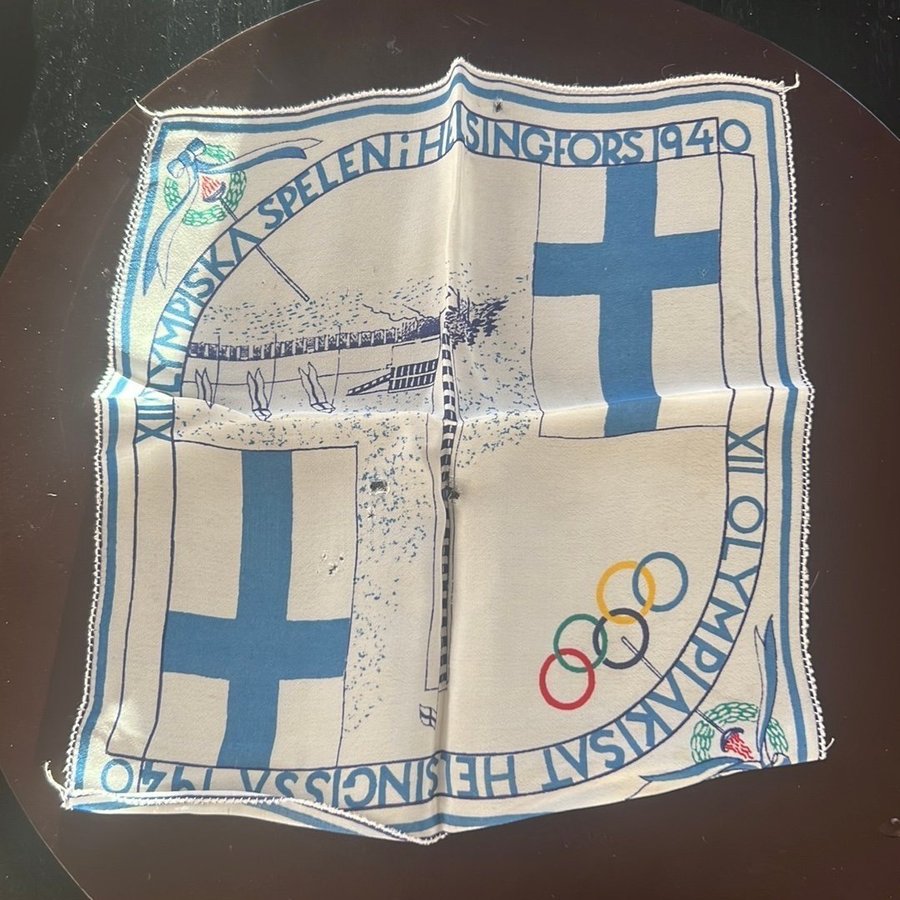 XII OLYMPISKA SPELEN i HELSINGFORS 1940
XII OLYMPIAKISAT HELSINGISSÄ 1940